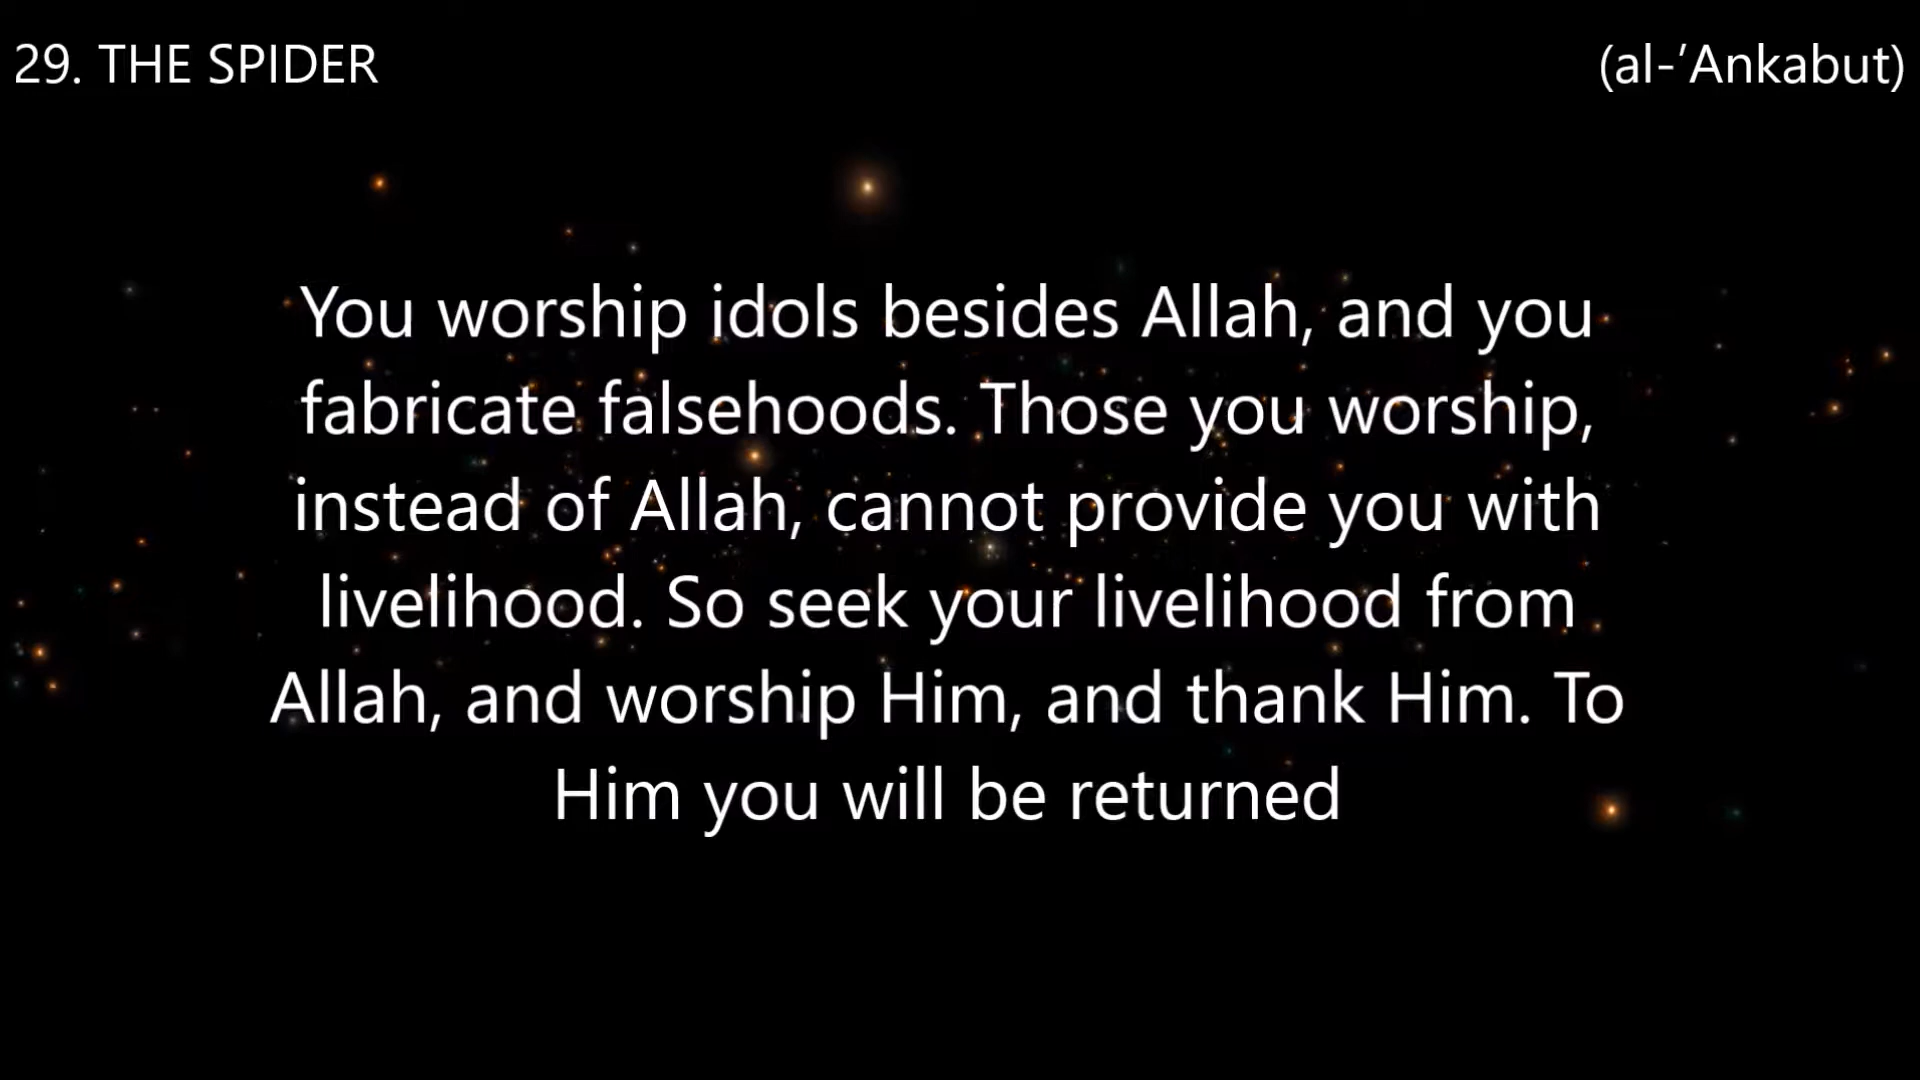 29. THE SPIDER
(al-’Ankabut)
You worship idols besides Allah, and you
fabricate falsehoods. Those you worship,
instead of Allah, cannot provide you with
livelihood. So seek your livelihood from
Allah, and worship Him, and thank Him. To
Him you will be returned